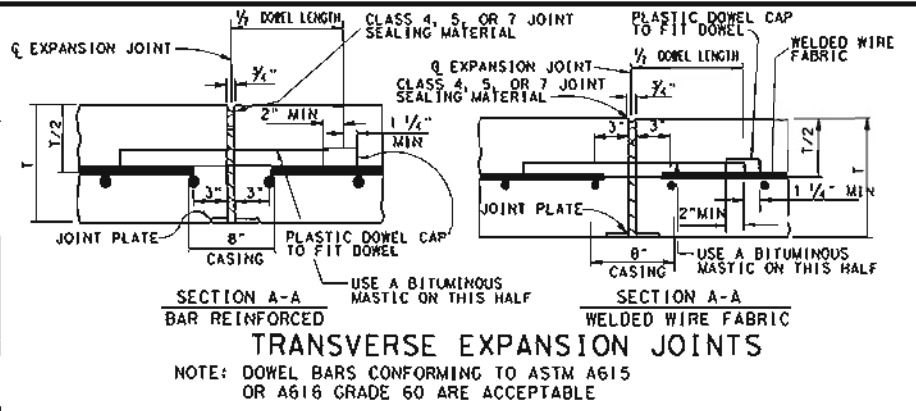 1/2 DOWEL LENGTH
CLASS 4, 5, OR 7 JOINT
SEALING MATERIAL
℄ EXPANSION JOINT
3/4"
2" MIN
1 1/4"
MIN
T/2
T
3"
3"
JOINT PLATE
8"
CASING
PLASTIC DOWEL CAP
TO FIT DOWEL
USE A BITUMINOUS
MASTIC ON THIS HALF
SECTION A-A
BAR REINFORCED
PLASTIC DOWEL CAP
TO FIT DOWEL
1/2 DOWEL LENGTH
WELDED WIRE
FABRIC
℄ EXPANSION JOINT
CLASS 4, 5, OR 7 JOINT
SEALING MATERIAL
3/4"
3"
3"
T/2
T
1 1/4" MIN
JOINT PLATE
2"MIN
8"
CASING
USE A BITUMINOUS
MASTIC ON THIS HALF
SECTION A-A
WELDED WIRE FABRIC
TRANSVERSE EXPANSION JOINTS
NOTE: DOWEL BARS CONFORMING TO ASTM A615
OR A616 GRADE 60 ARE ACCEPTABLE